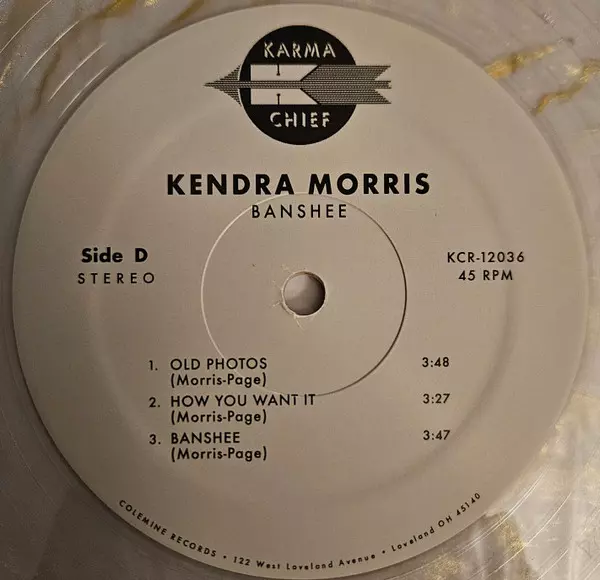 KARMA
CHIEF
KENDRA MORRIS
BANSHEE
Side D
STEREO
KCR-12036
45 RPM
1. OLD PHOTOS 3:48
(Morris-Page)
2. HOW YOU WANT IT 3:27
(Morris-Page)
3. BANSHEE 3:47
(Morris-Page)
COLEMINE RECORDS • 122 West Loveland Avenue • Loveland OH 45140